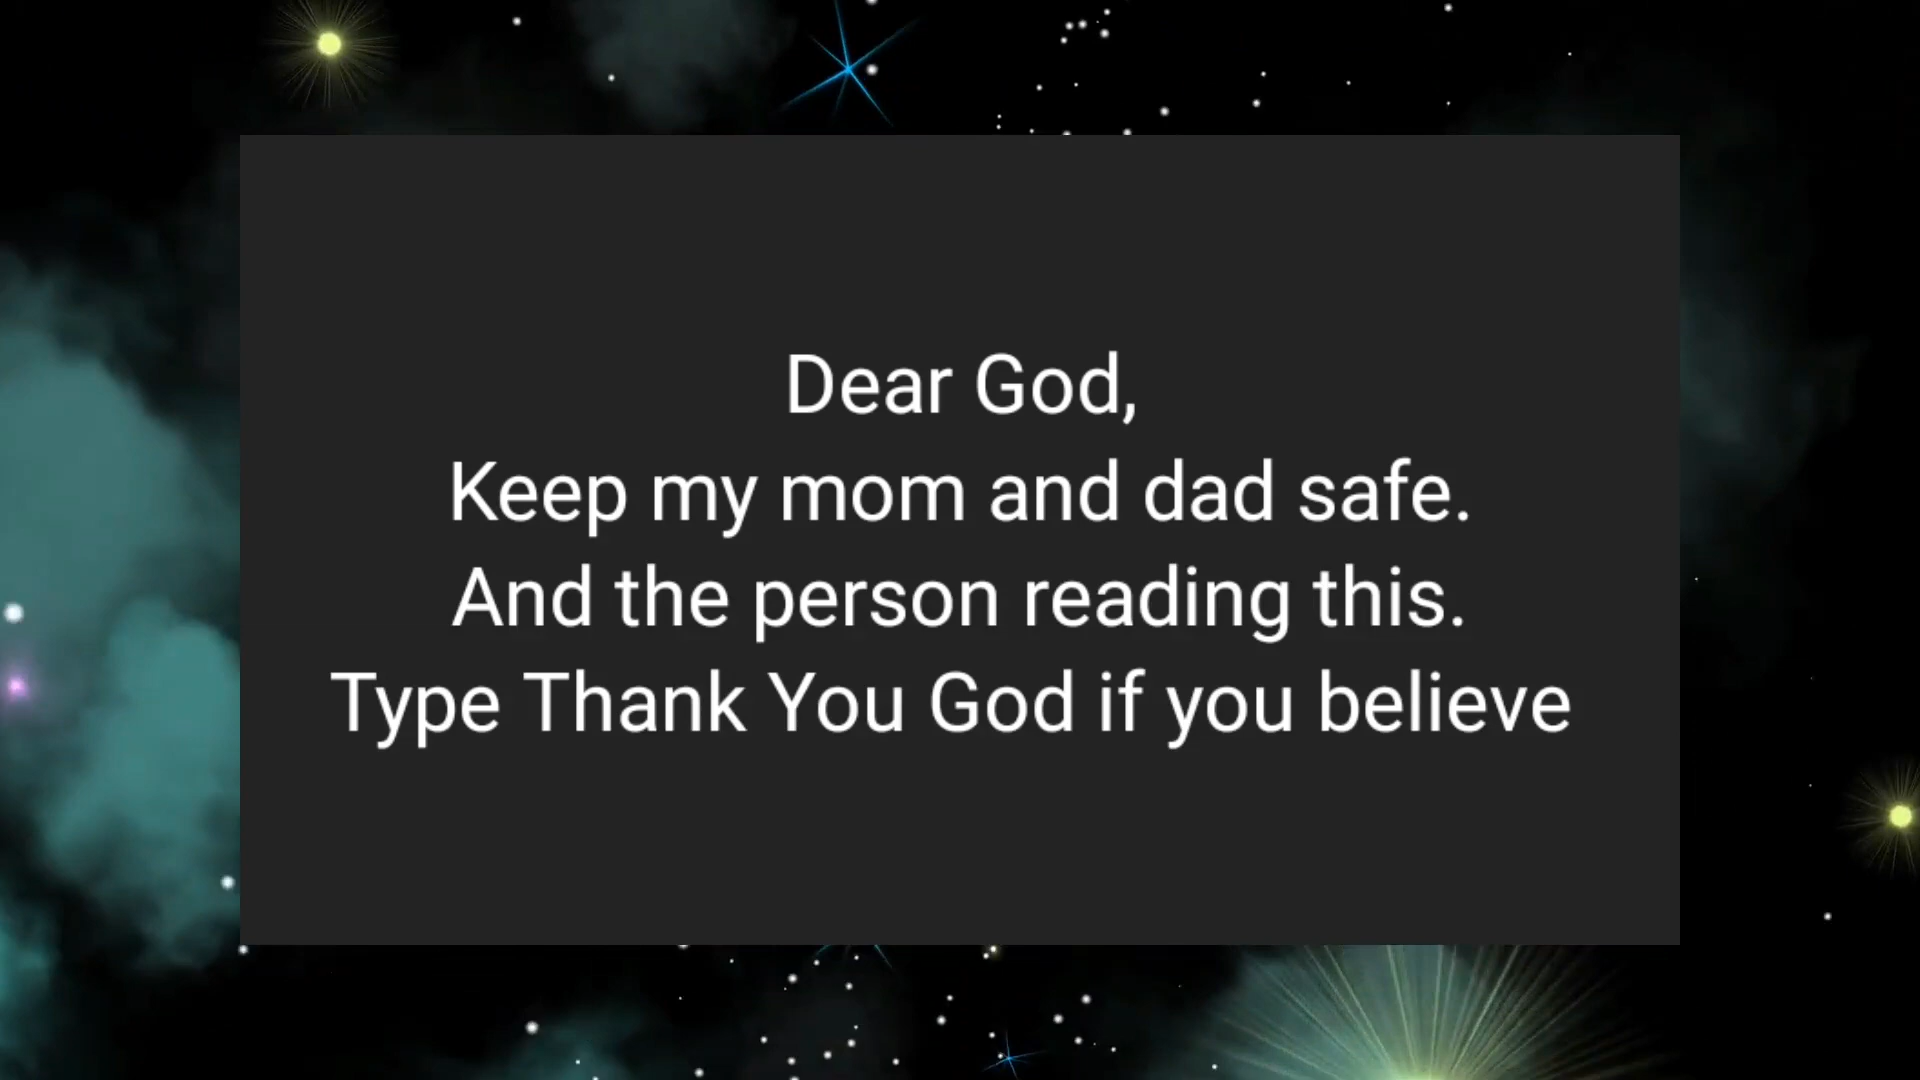 Dear God,
Keep my mom and dad safe.
And the person reading this.
Type Thank You God if you believe